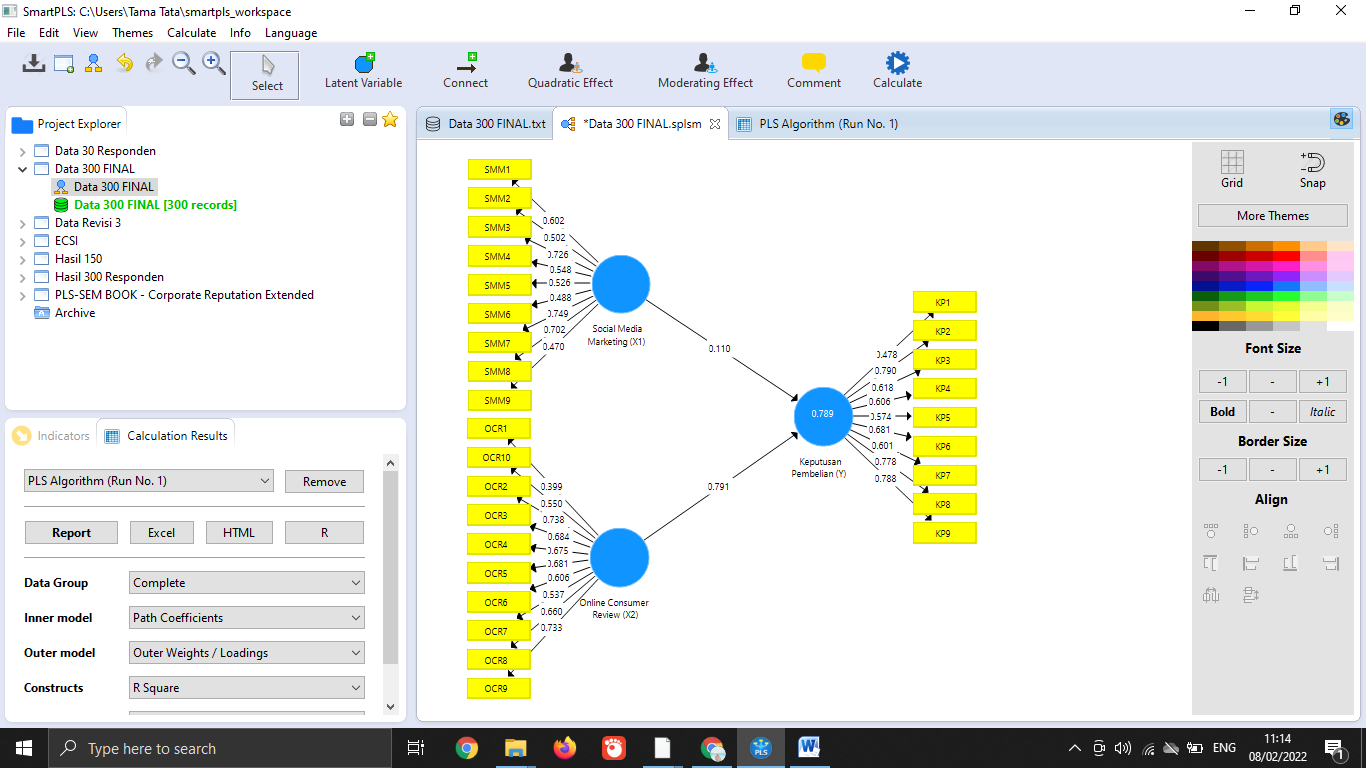 SmartPLS: C:\Users\Tama Tata\smartpls_workspace
File Edit View Themes Calculate Info Language
Select
Latent Variable
Connect
Quadratic Effect
Moderating Effect
Comment
Calculate
Project Explorer
Data 30 Responden
Data 300 FINAL
Data 300 FINAL
Data 300 FINAL [300 records]
Data Revisi 3
ECSI
Hasil 150
Hasil 300 Responden
PLS-SEM BOOK - Corporate Reputation Extended
Archive
Indicators
Calculation Results
PLS Algorithm (Run No. 1)
Remove
Report
Excel
HTML
R
Data Group
Complete
Inner model
Path Coefficients
Outer model
Outer Weights / Loadings
Constructs
R Square
Data 300 FINAL.txt
*Data 300 FINAL.splsm
PLS Algorithm (Run No. 1)
SMM1
SMM2
SMM3
SMM4
SMM5
SMM6
SMM7
SMM8
SMM9
0.602
0.502
0.726
0.548
0.526
0.488
0.749
0.702
0.470
Social Media
Marketing (X1)
0.110
OCR1
OCR10
OCR2
OCR3
OCR4
OCR5
OCR6
OCR7
OCR8
OCR9
0.399
0.550
0.738
0.684
0.675
0.681
0.606
0.537
0.660
0.733
Online Consumer
Review (X2)
0.791
0.789
Keputusan
Pembelian (Y)
0.478
0.790
0.618
0.606
0.574
0.681
0.601
0.778
0.788
KP1
KP2
KP3
KP4
KP5
KP6
KP7
KP8
KP9
Grid
Snap
More Themes
Font Size
-1 - +1
Bold - Italic
Border Size
-1 - +1
Align
Type here to search
PLS
ENG
11:14
08/02/2022
1